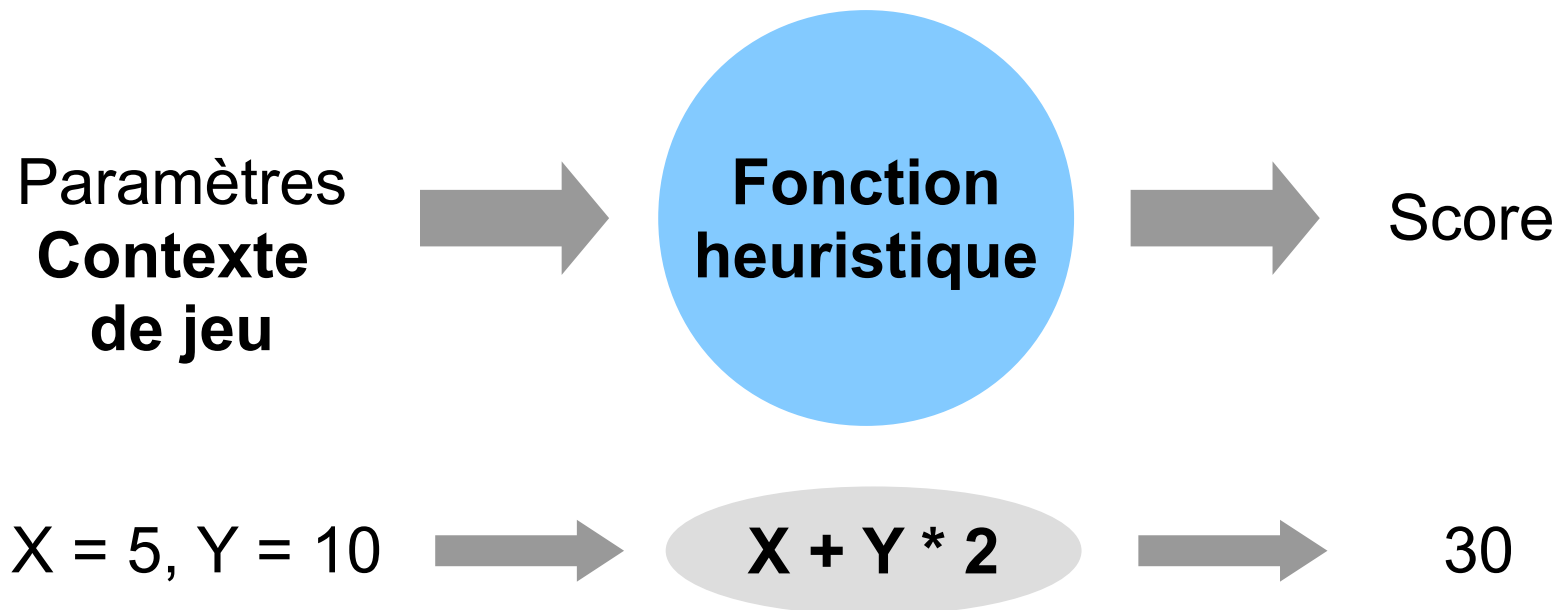 Paramètres
Contexte
de jeu
Fonction
heuristique
Score
X = 5, Y = 10
X + Y * 2
30